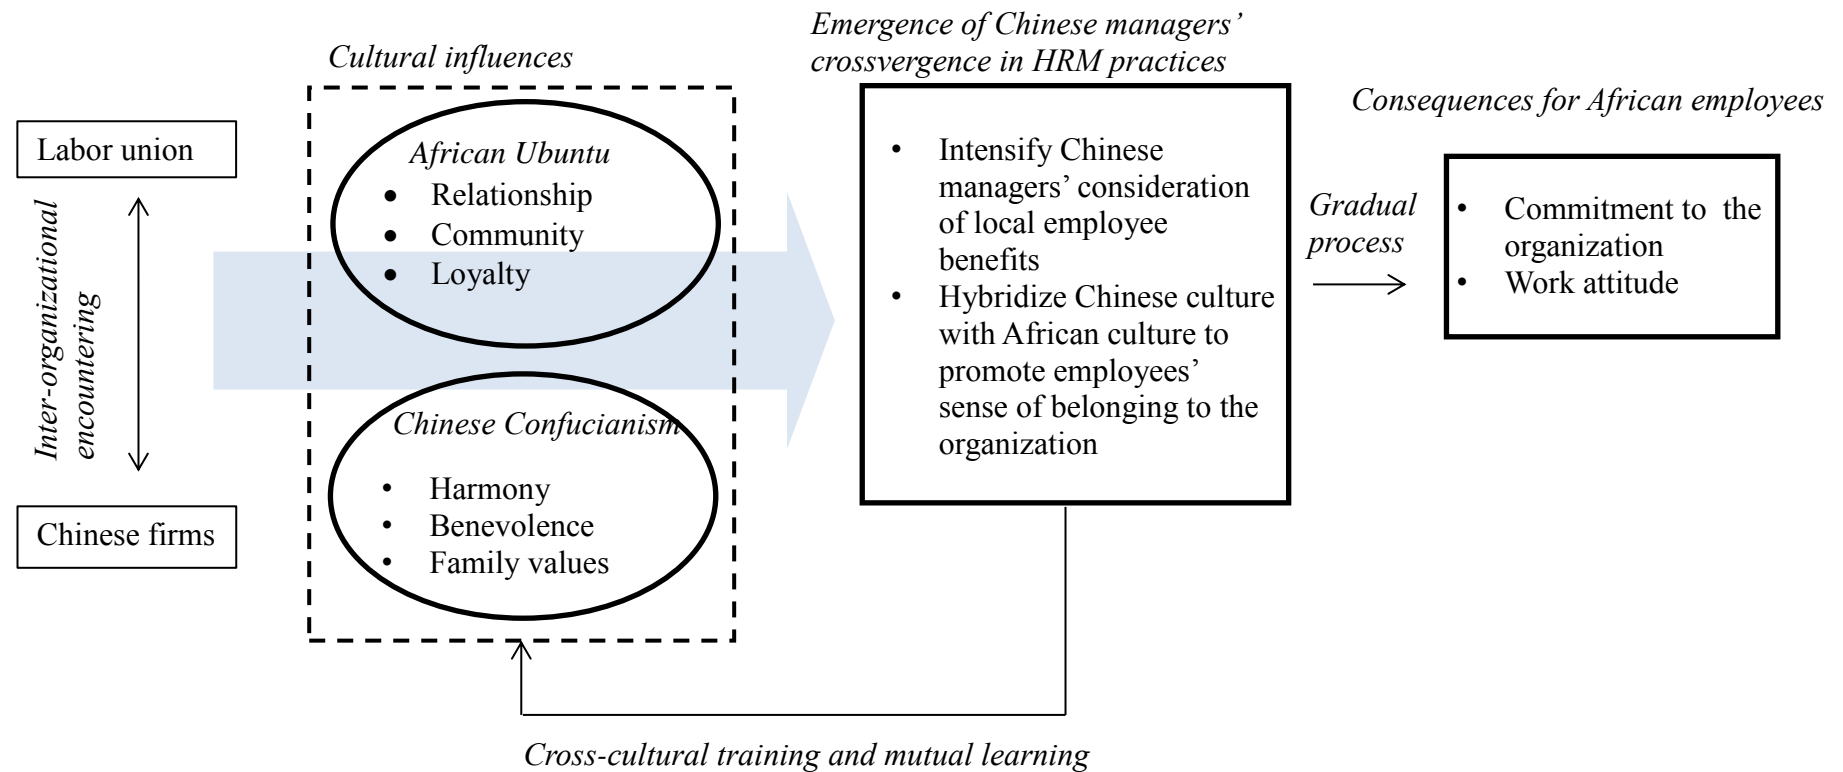 Labor union
Inter-organizational
encountering
Chinese firms
Cultural influences
African Ubuntu
● Relationship
● Community
● Loyalty
Chinese Confucianism
• Harmony
• Benevolence
• Family values
Emergence of Chinese managers’
crossvergence in HRM practices
• Intensify Chinese
managers’ consideration
of local employee
benefits
• Hybridize Chinese culture
with African culture to
promote employees’
sense of belonging to the
organization
Gradual
process
Consequences for African employees
• Commitment to the
organization
• Work attitude
Cross-cultural training and mutual learning